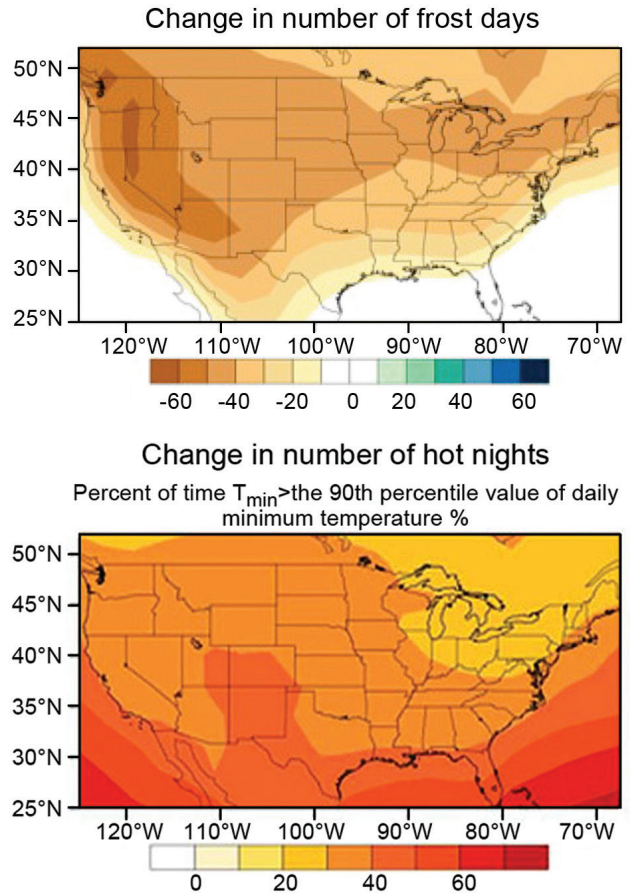 Change in number of frost days
50°N
45°N
40°N
35°N
30°N
25°N
120°W 110°W 100°W 90°W 80°W 70°W
-60 -40 -20 0 20 40 60
Change in number of hot nights
Percent of time Tmin>the 90th percentile value of daily
minimum temperature %
50°N
45°N
40°N
35°N
30°N
25°N
120°W 110°W 100°W 90°W 80°W 70°W
0 20 40 60